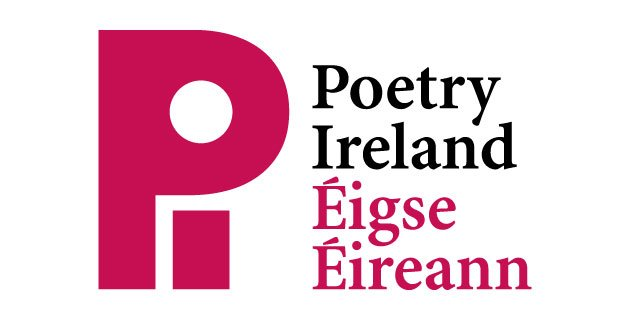 Poetry
Ireland
Éigse
Éireann